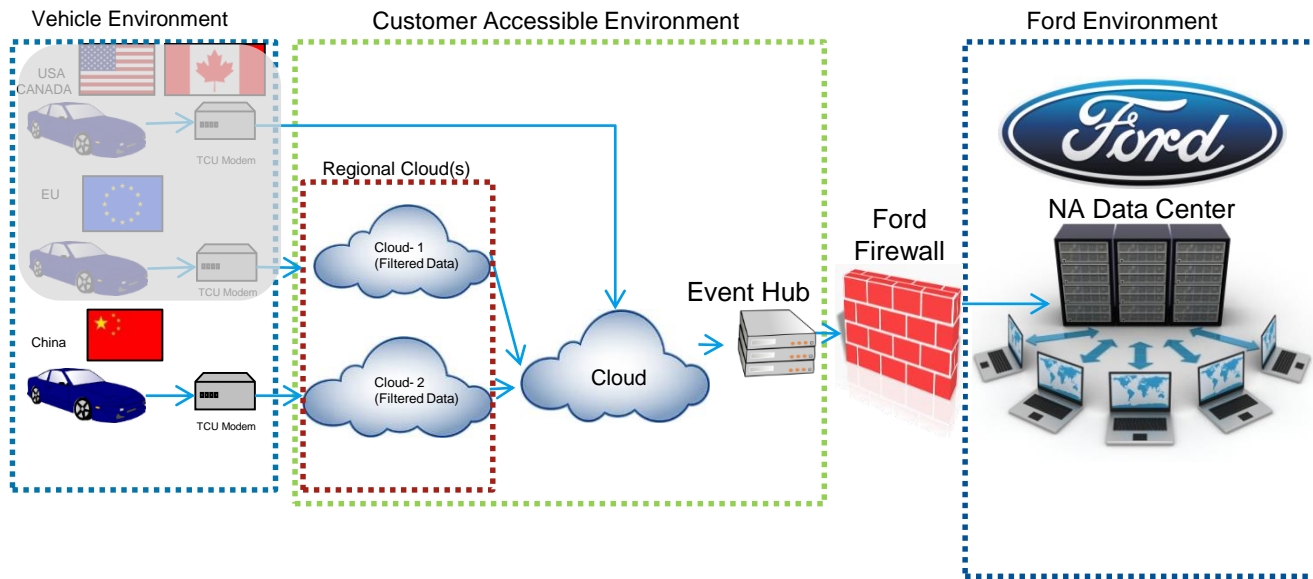 Vehicle Environment
Customer Accessible Environment
Ford Environment
USA
CANADA
TCU Modem
EU
TCU Modem
China
TCU Modem
Regional Cloud(s)
Cloud- 1
(Filtered Data)
Cloud- 2
(Filtered Data)
Cloud
Event Hub
Ford
Firewall
Ford
NA Data Center